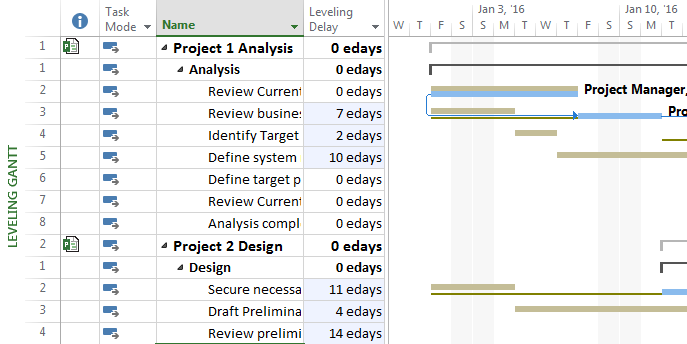 Jan 3, '16 Jan 10, '16
Task Mode Name Leveling Delay
W T F S S M T W T F S S M T
1 Project 1 Analysis 0 edays
1 Analysis 0 edays
2 Review Current 0 edays Project Manager,
3 Review busines 7 edays Pro
4 Identify Target 2 edays
5 Define system 10 edays
6 Define target p 0 edays
7 Review Current 0 edays
8 Analysis compl 0 edays
2 Project 2 Design 0 edays
1 Design 0 edays
2 Secure necessa 11 edays
3 Draft Prelimina 4 edays
4 Review prelimi 14 edays
LEVELING GANTT